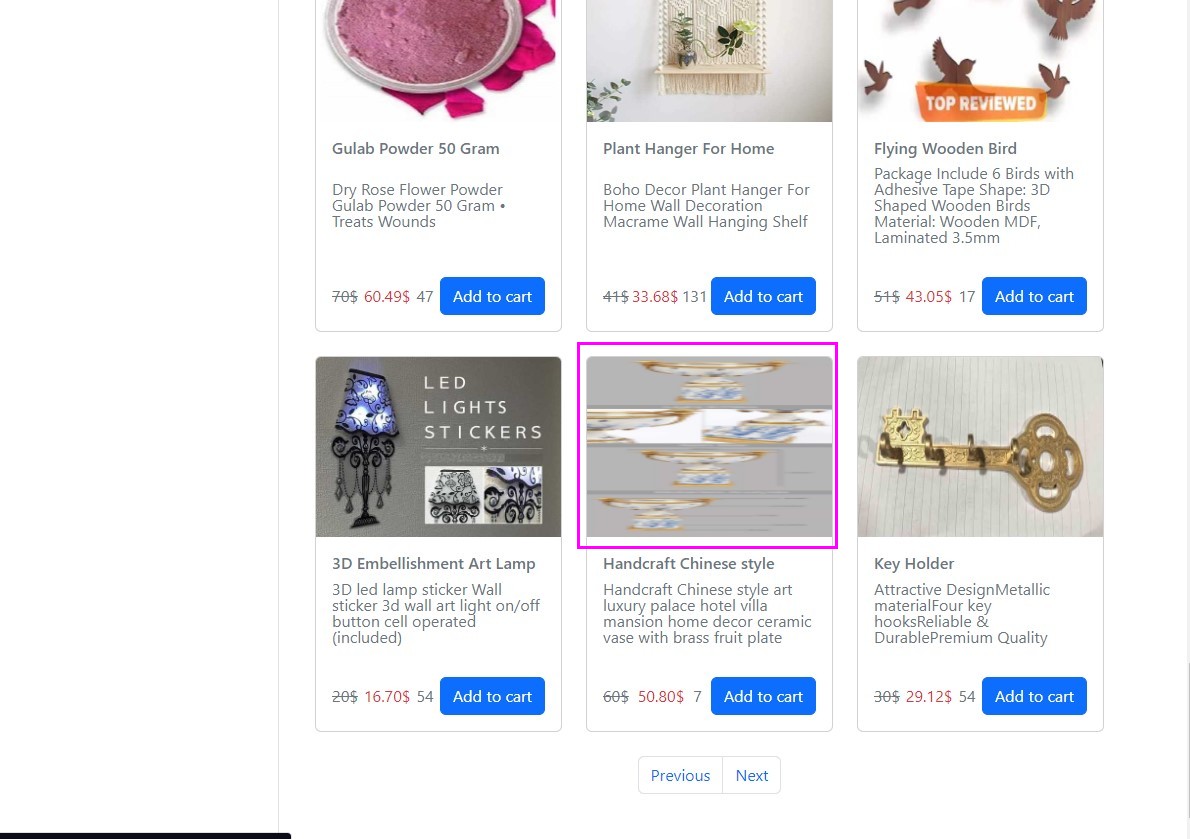 TOP REVIEWED
Gulab Powder 50 Gram
Dry Rose Flower Powder
Gulab Powder 50 Gram •
Treats Wounds
70$ 60.49$ 47 Add to cart
Plant Hanger For Home
Boho Decor Plant Hanger For
Home Wall Decoration
Macrame Wall Hanging Shelf
41$ 33.68$ 131 Add to cart
Flying Wooden Bird
Package Include 6 Birds with
Adhesive Tape Shape: 3D
Shaped Wooden Birds
Material: Wooden MDF,
Laminated 3.5mm
51$ 43.05$ 17 Add to cart
LED
LIGHTS
STICKERS
3D Embellishment Art Lamp
3D led lamp sticker Wall
sticker 3d wall art light on/off
button cell operated
(included)
20$ 16.70$ 54 Add to cart
Handcraft Chinese style
Handcraft Chinese style art
luxury palace hotel villa
mansion home decor ceramic
vase with brass fruit plate
60$ 50.80$ 7 Add to cart
Key Holder
Attractive DesignMetallic
materialFour key
hooksReliable &
DurablePremium Quality
30$ 29.12$ 54 Add to cart
Previous Next